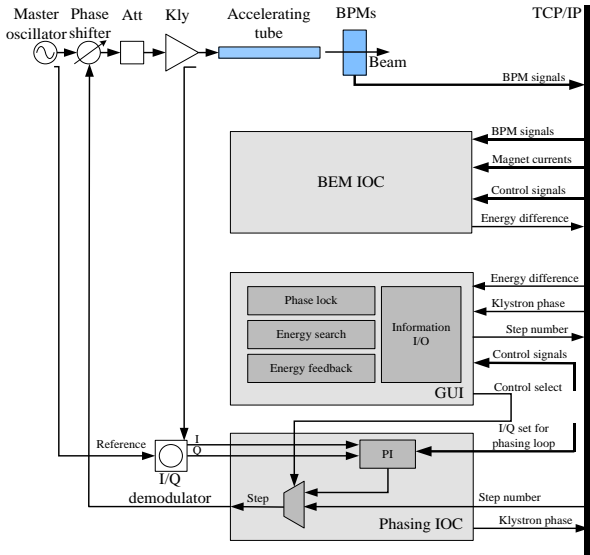 Master oscillator
Phase shifter
Att
Kly
Accelerating tube
BPMs
TCP/IP
Beam
BPM signals
BEM IOC
BPM signals
Magnet currents
Control signals
Energy difference
Phase lock
Energy search
Energy feedback
Information I/O
GUI
Energy difference
Klystron phase
Step number
Control signals
Control select
I/Q set for phasing loop
Reference
I
Q
I/Q demodulator
PI
Step
Phasing IOC
Step number
Klystron phase